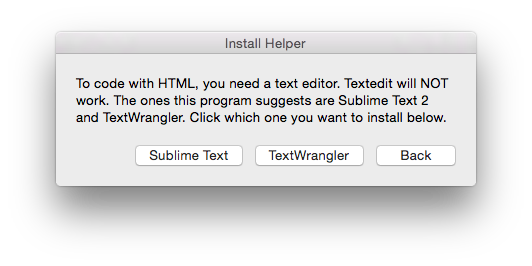 Install Helper
To code with HTML, you need a text editor. Textedit will NOT
work. The ones this program suggests are Sublime Text 2
and TextWrangler. Click which one you want to install below.
Sublime Text TextWrangler Back